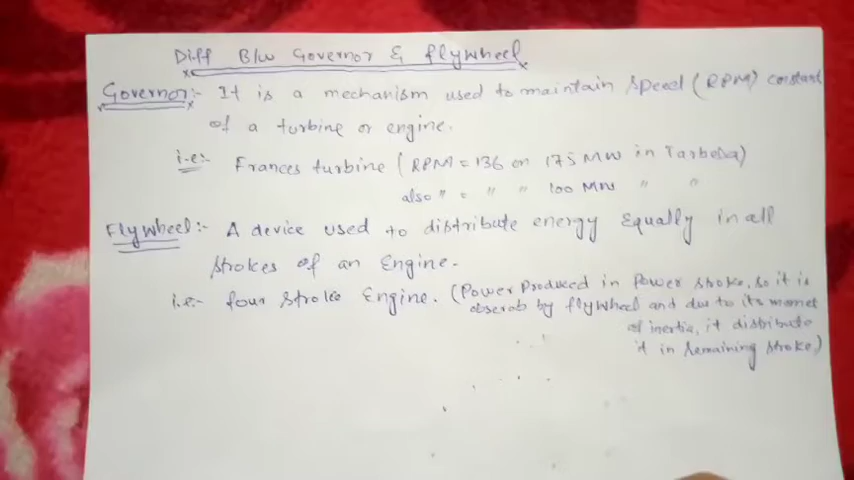 Diff B/w Governor & flywheel
Governor:- It is a mechanism used to maintain speed (RPM) constant
of a turbine or engine.
i.e:- Frances turbine (RPM = 136 on 175 MW in Tarbela)
also " = " " 100 MW " "
Flywheel:- A device used to distribute energy Equally in all
strokes of an Engine.
i.e:- four stroke Engine. (Power Produced in Power stroke, so it is
obserob by flywheel and due to its momet
of inertia, it distribute
it in remaining stroke)